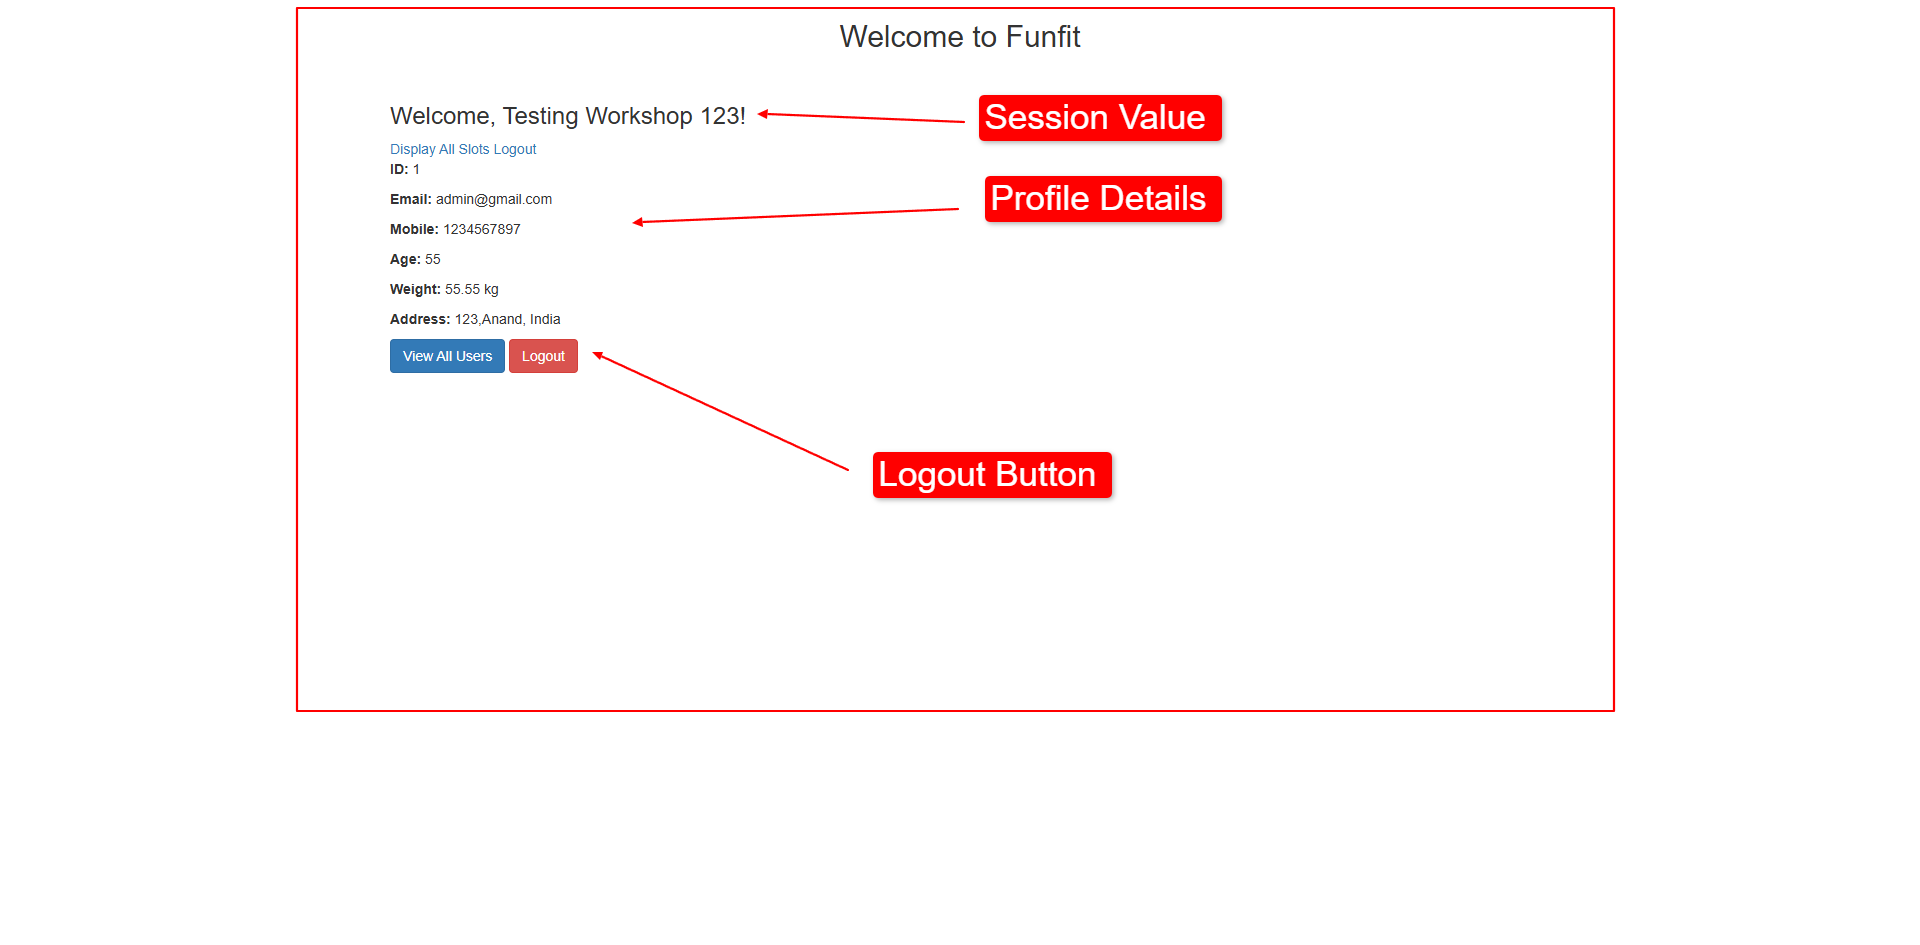 Welcome to Funfit
Welcome, Testing Workshop 123!
Session Value
Display All Slots Logout
ID: 1
Profile Details
Email: admin@gmail.com
Mobile: 1234567897
Age: 55
Weight: 55.55 kg
Address: 123,Anand, India
View All Users Logout
Logout Button